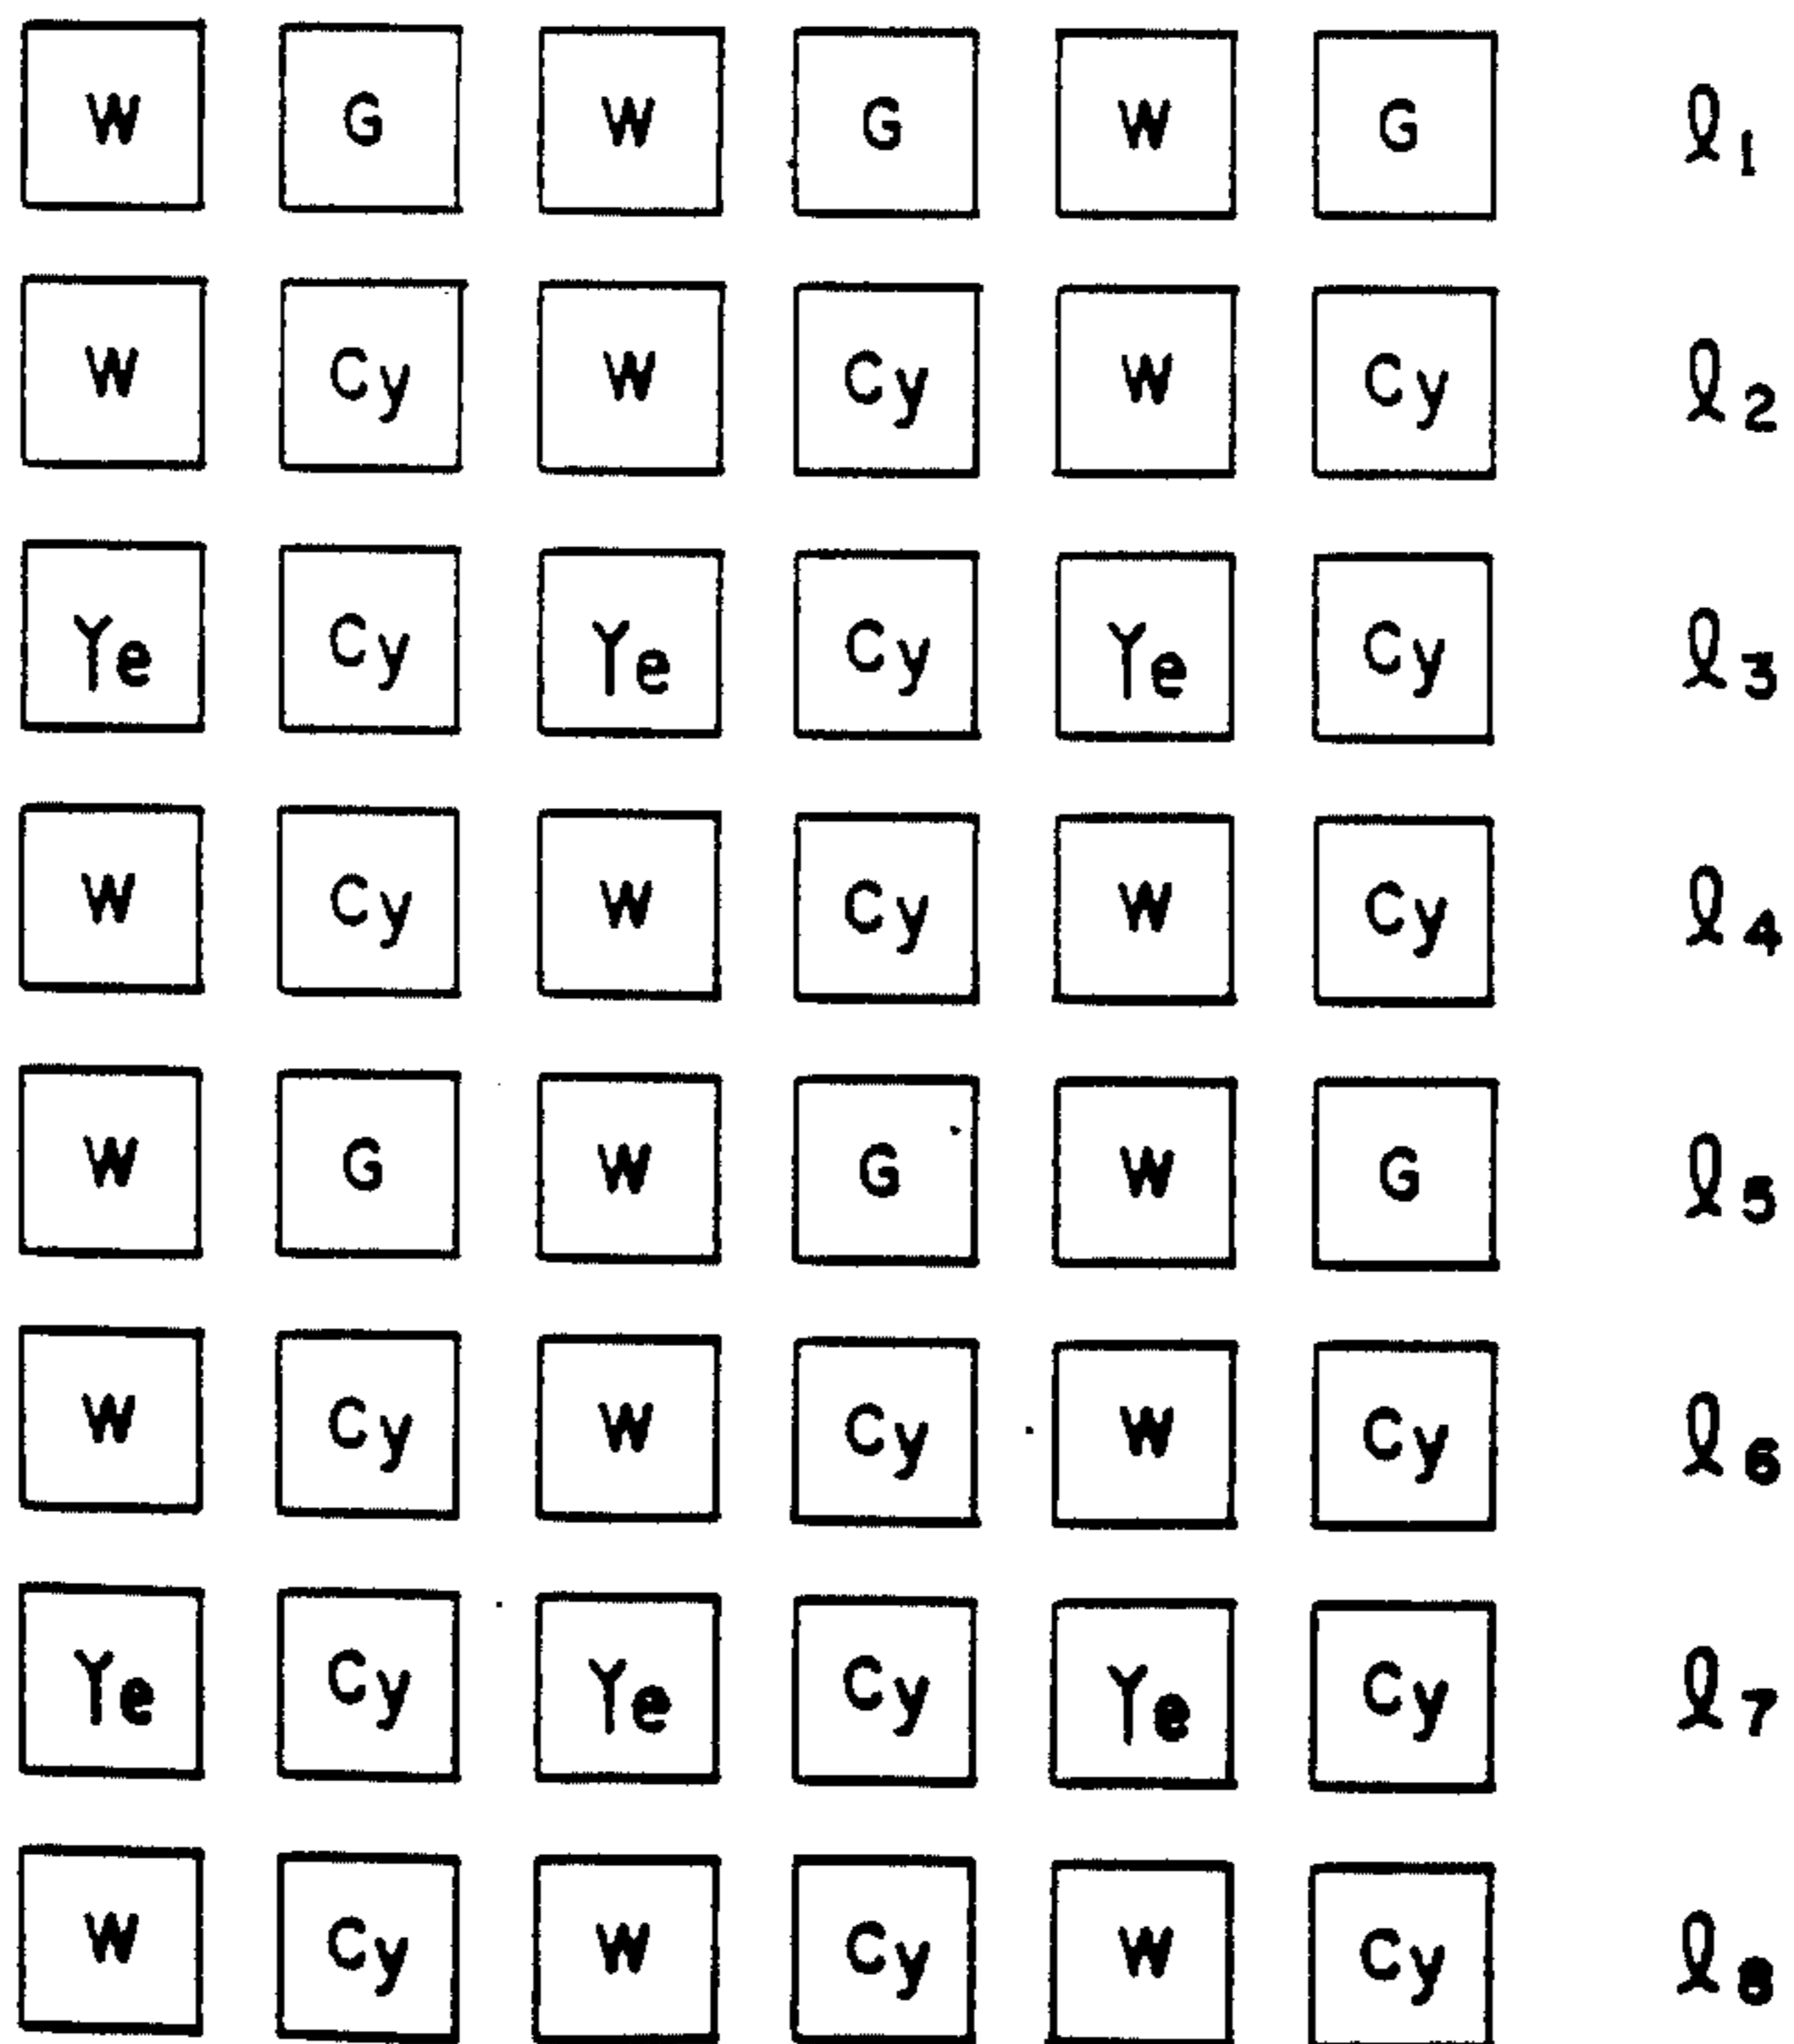 W G W G W G ℓ1
W Cy W Cy W Cy ℓ2
Ye Cy Ye Cy Ye Cy ℓ3
W Cy W Cy W Cy ℓ4
W G W G W G ℓ5
W Cy W Cy W Cy ℓ6
Ye Cy Ye Cy Ye Cy ℓ7
W Cy W Cy W Cy ℓ8